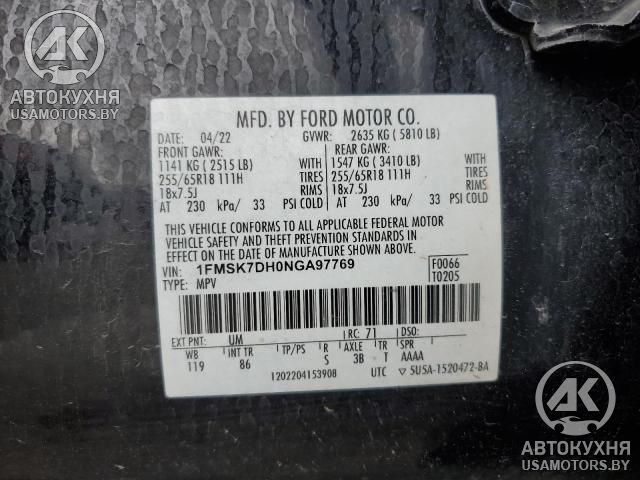 АК
АВТОКУХНЯ
USAMOTORS.BY
MFD. BY FORD MOTOR CO.
DATE: 04/22 GVWR: 2635 KG ( 5810 LB)
FRONT GAWR: REAR GAWR:
1141 KG ( 2515 LB) WITH 1547 KG ( 3410 LB) WITH
255/65R18 111H TIRES 255/65R18 111H TIRES
18x7.5J RIMS 18x7.5J RIMS
AT 230 kPa/ 33 PSI COLD AT 230 kPa/ 33 PSI COLD
THIS VEHICLE CONFORMS TO ALL APPLICABLE FEDERAL MOTOR
VEHICLE SAFETY AND THEFT PREVENTION STANDARDS IN
EFFECT ON THE DATE OF MANUFACTURE SHOWN ABOVE.
VIN: 1FMSK7DH0NGA97769 F0066
TYPE: MPV T0205
EXT PNT: UM RC: 71 DSO:
WB INT TR TP/PS R AXLE TR SPR
119 86 S 3B T AAAA
1202204153908 UTC ▽ 5U5A-1520472-BA
АК
АВТОКУХНЯ
USAMOTORS.BY